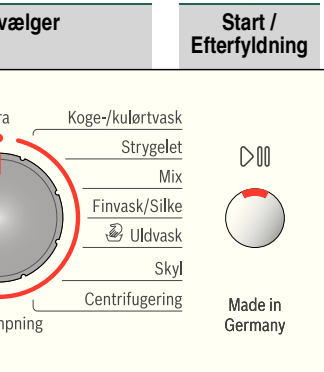 vælger
Start /
Efterfyldning
Koge-/kulørtvask
Strygelet
Mix
Finvask/Silke
Uldvask
Skyl
Centrifugering
Made in
Germany